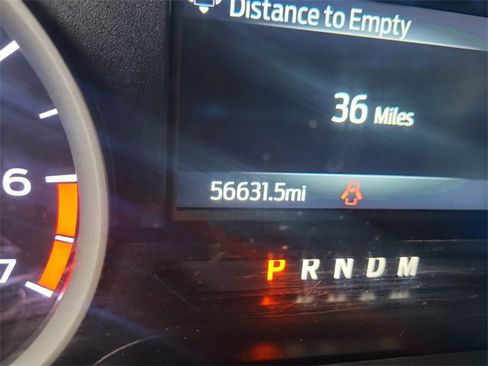 Distance to Empty
36 Miles
6
56631.5mi
P R N D M
7